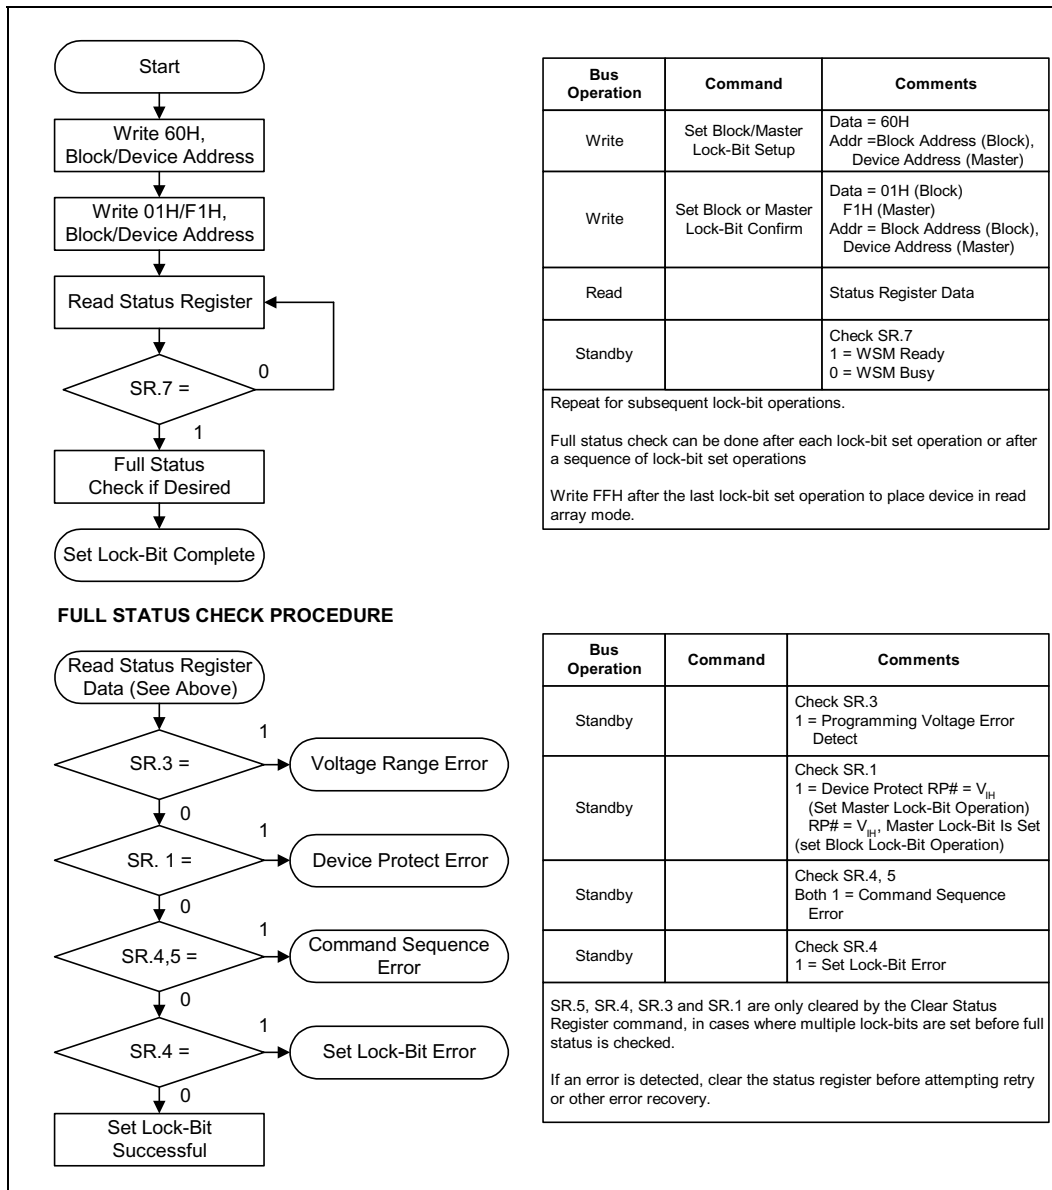 Start
Write 60H,
Block/Device Address
Write 01H/F1H,
Block/Device Address
Read Status Register
SR.7 =
0
1
Full Status
Check if Desired
Set Lock-Bit Complete
Bus
Operation
Command
Comments
Write
Set Block/Master
Lock-Bit Setup
Data = 60H
Addr =Block Address (Block),
Device Address (Master)
Write
Set Block or Master
Lock-Bit Confirm
Data = 01H (Block)
F1H (Master)
Addr = Block Address (Block),
Device Address (Master)
Read
Status Register Data
Standby
Check SR.7
1 = WSM Ready
0 = WSM Busy
Repeat for subsequent lock-bit operations.
Full status check can be done after each lock-bit set operation or after
a sequence of lock-bit set operations
Write FFH after the last lock-bit set operation to place device in read
array mode.
FULL STATUS CHECK PROCEDURE
Read Status Register
Data (See Above)
SR.3 =
1
Voltage Range Error
0
SR. 1 =
1
Device Protect Error
0
SR.4,5 =
1
Command Sequence
Error
0
SR.4 =
1
Set Lock-Bit Error
0
Set Lock-Bit
Successful
Bus
Operation
Command
Comments
Standby
Check SR.3
1 = Programming Voltage Error
Detect
Standby
Check SR.1
1 = Device Protect RP# = VIH
(Set Master Lock-Bit Operation)
RP# = VIH, Master Lock-Bit Is Set
(set Block Lock-Bit Operation)
Standby
Check SR.4, 5
Both 1 = Command Sequence
Error
Standby
Check SR.4
1 = Set Lock-Bit Error
SR.5, SR.4, SR.3 and SR.1 are only cleared by the Clear Status
Register command, in cases where multiple lock-bits are set before full
status is checked.
If an error is detected, clear the status register before attempting retry
or other error recovery.